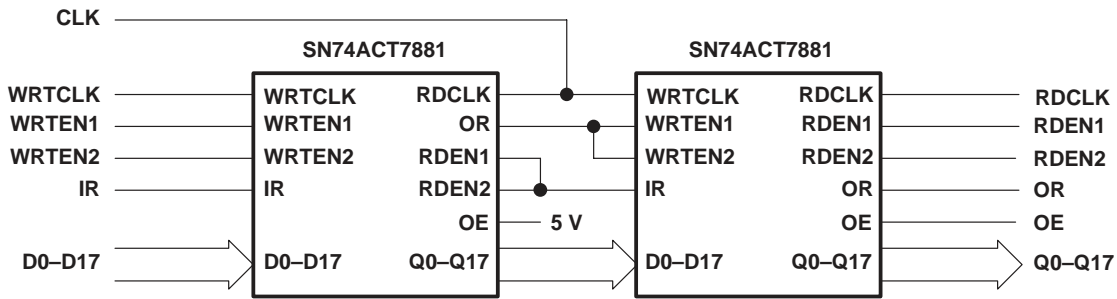 CLK
SN74ACT7881 SN74ACT7881
WRTCLK WRTCLK RDCLK WRTCLK RDCLK RDCLK
WRTEN1 WRTEN1 OR WRTEN1 RDEN1 RDEN1
WRTEN2 WRTEN2 RDEN1 WRTEN2 RDEN2 RDEN2
IR IR RDEN2 IR OR OR
OE 5 V OE OE
D0–D17 D0–D17 Q0–Q17 D0–D17 Q0–Q17 Q0–Q17